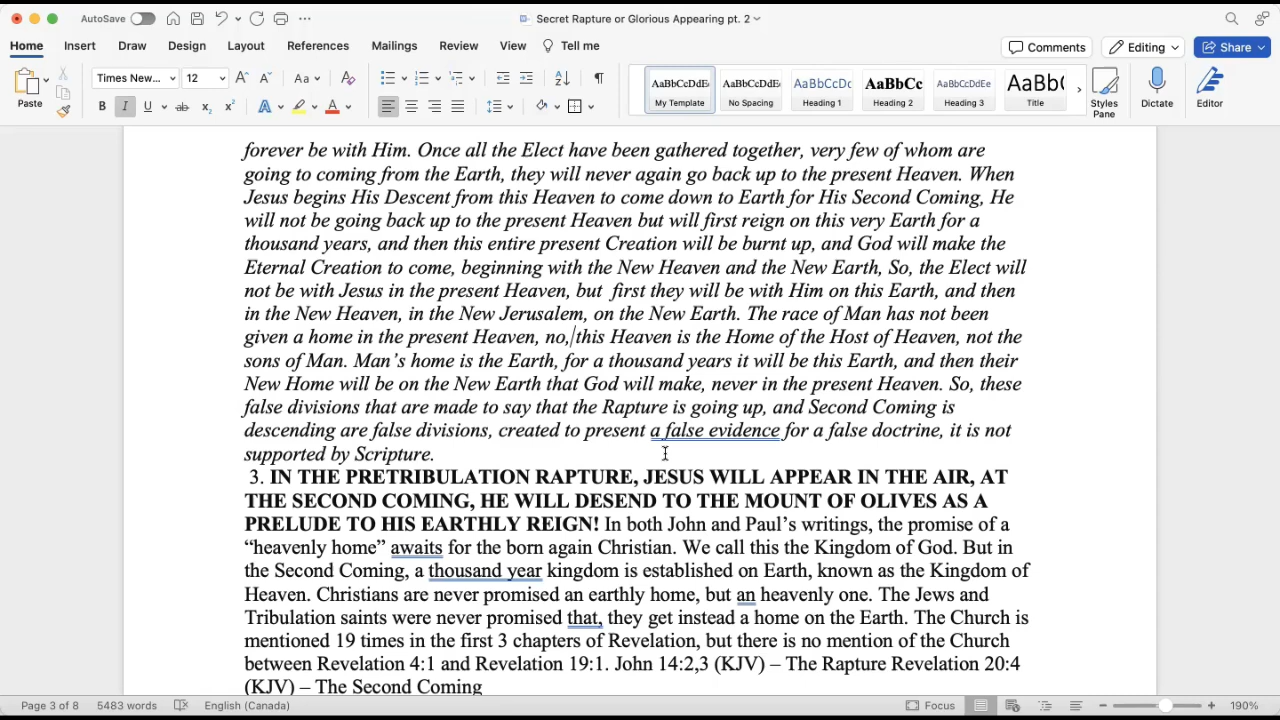 AutoSave
Secret Rapture or Glorious Appearing pt. 2
Home Insert Draw Design Layout References Mailings Review View Tell me Comments Editing Share
Paste Times New... 12 Aa
B I U ab x₂ x² A A
AaBbCcDdEe My Template
AaBbCcDdEe No Spacing
AaBbCcDc Heading 1
AaBbCc Heading 2
AaBbCcDdEe Heading 3
AaBb( Title
Styles Pane
Dictate
Editor
forever be with Him. Once all the Elect have been gathered together, very few of whom are
going to coming from the Earth, they will never again go back up to the present Heaven. When
Jesus begins His Descent from this Heaven to come down to Earth for His Second Coming, He
will not be going back up to the present Heaven but will first reign on this very Earth for a
thousand years, and then this entire present Creation will be burnt up, and God will make the
Eternal Creation to come, beginning with the New Heaven and the New Earth, So, the Elect will
not be with Jesus in the present Heaven, but first they will be with Him on this Earth, and then
in the New Heaven, in the New Jerusalem, on the New Earth. The race of Man has not been
given a home in the present Heaven, no, this Heaven is the Home of the Host of Heaven, not the
sons of Man. Man’s home is the Earth, for a thousand years it will be this Earth, and then their
New Home will be on the New Earth that God will make, never in the present Heaven. So, these
false divisions that are made to say that the Rapture is going up, and Second Coming is
descending are false divisions, created to present a false evidence for a false doctrine, it is not
supported by Scripture.
3. IN THE PRETRIBULATION RAPTURE, JESUS WILL APPEAR IN THE AIR, AT
THE SECOND COMING, HE WILL DESEND TO THE MOUNT OF OLIVES AS A
PRELUDE TO HIS EARTHLY REIGN! In both John and Paul’s writings, the promise of a
“heavenly home” awaits for the born again Christian. We call this the Kingdom of God. But in
the Second Coming, a thousand year kingdom is established on Earth, known as the Kingdom of
Heaven. Christians are never promised an earthly home, but an heavenly one. The Jews and
Tribulation saints were never promised that, they get instead a home on the Earth. The Church is
mentioned 19 times in the first 3 chapters of Revelation, but there is no mention of the Church
between Revelation 4:1 and Revelation 19:1. John 14:2,3 (KJV) – The Rapture Revelation 20:4
(KJV) – The Second Coming
Page 3 of 8 5483 words English (Canada) Focus 190%